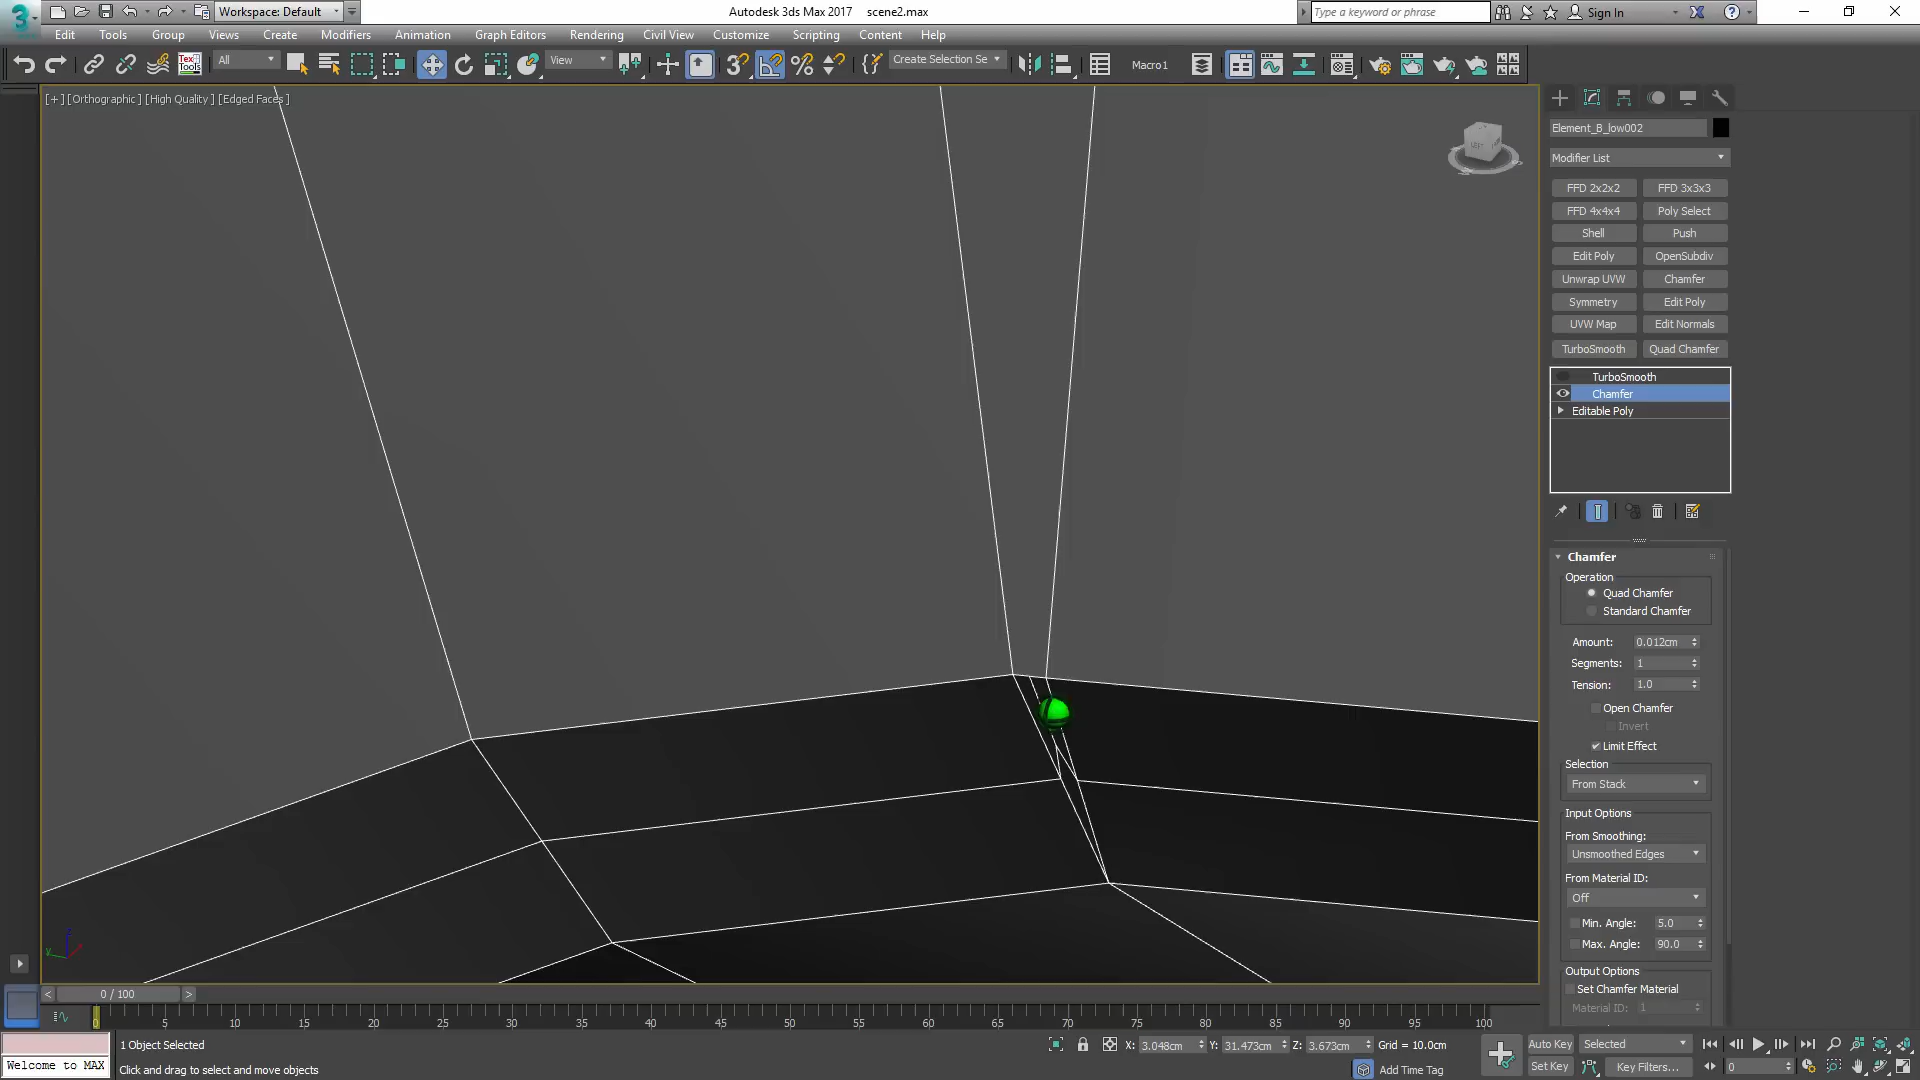 Workspace: Default
Autodesk 3ds Max 2017 scene2.max
Type a keyword or phrase
Sign In
Edit Tools Group Views Create Modifiers Animation Graph Editors Rendering Civil View Customize Scripting Content Help
All
View
Create Selection Se
Macro1
[+] [Orthographic] [High Quality] [Edged Faces]
LEFT
Element_B_low002
Modifier List
FFD 2x2x2 FFD 3x3x3
FFD 4x4x4 Poly Select
Shell Push
Edit Poly OpenSubdiv
Unwrap UVW Chamfer
Symmetry Edit Poly
UVW Map Edit Normals
TurboSmooth Quad Chamfer
TurboSmooth
Chamfer
Editable Poly
Chamfer
Operation
Quad Chamfer
Standard Chamfer
Amount: 0.012cm
Segments: 1
Tension: 1.0
Open Chamfer
Invert
Limit Effect
Selection
From Stack
Input Options
From Smoothing:
Unsmoothed Edges
From Material ID:
Off
Min. Angle: 5.0
Max. Angle: 90.0
Output Options
Set Chamfer Material
Material ID: 1
0 / 100
0 5 10 15 20 25 30 35 40 45 50 55 60 65 70 75 80 85 90 95 100
Welcome to MAX
1 Object Selected
Click and drag to select and move objects
X: 3.048cm Y: 31.473cm Z: 3.673cm Grid = 10.0cm
Add Time Tag
Auto Key Selected
Set Key Key Filters...
0